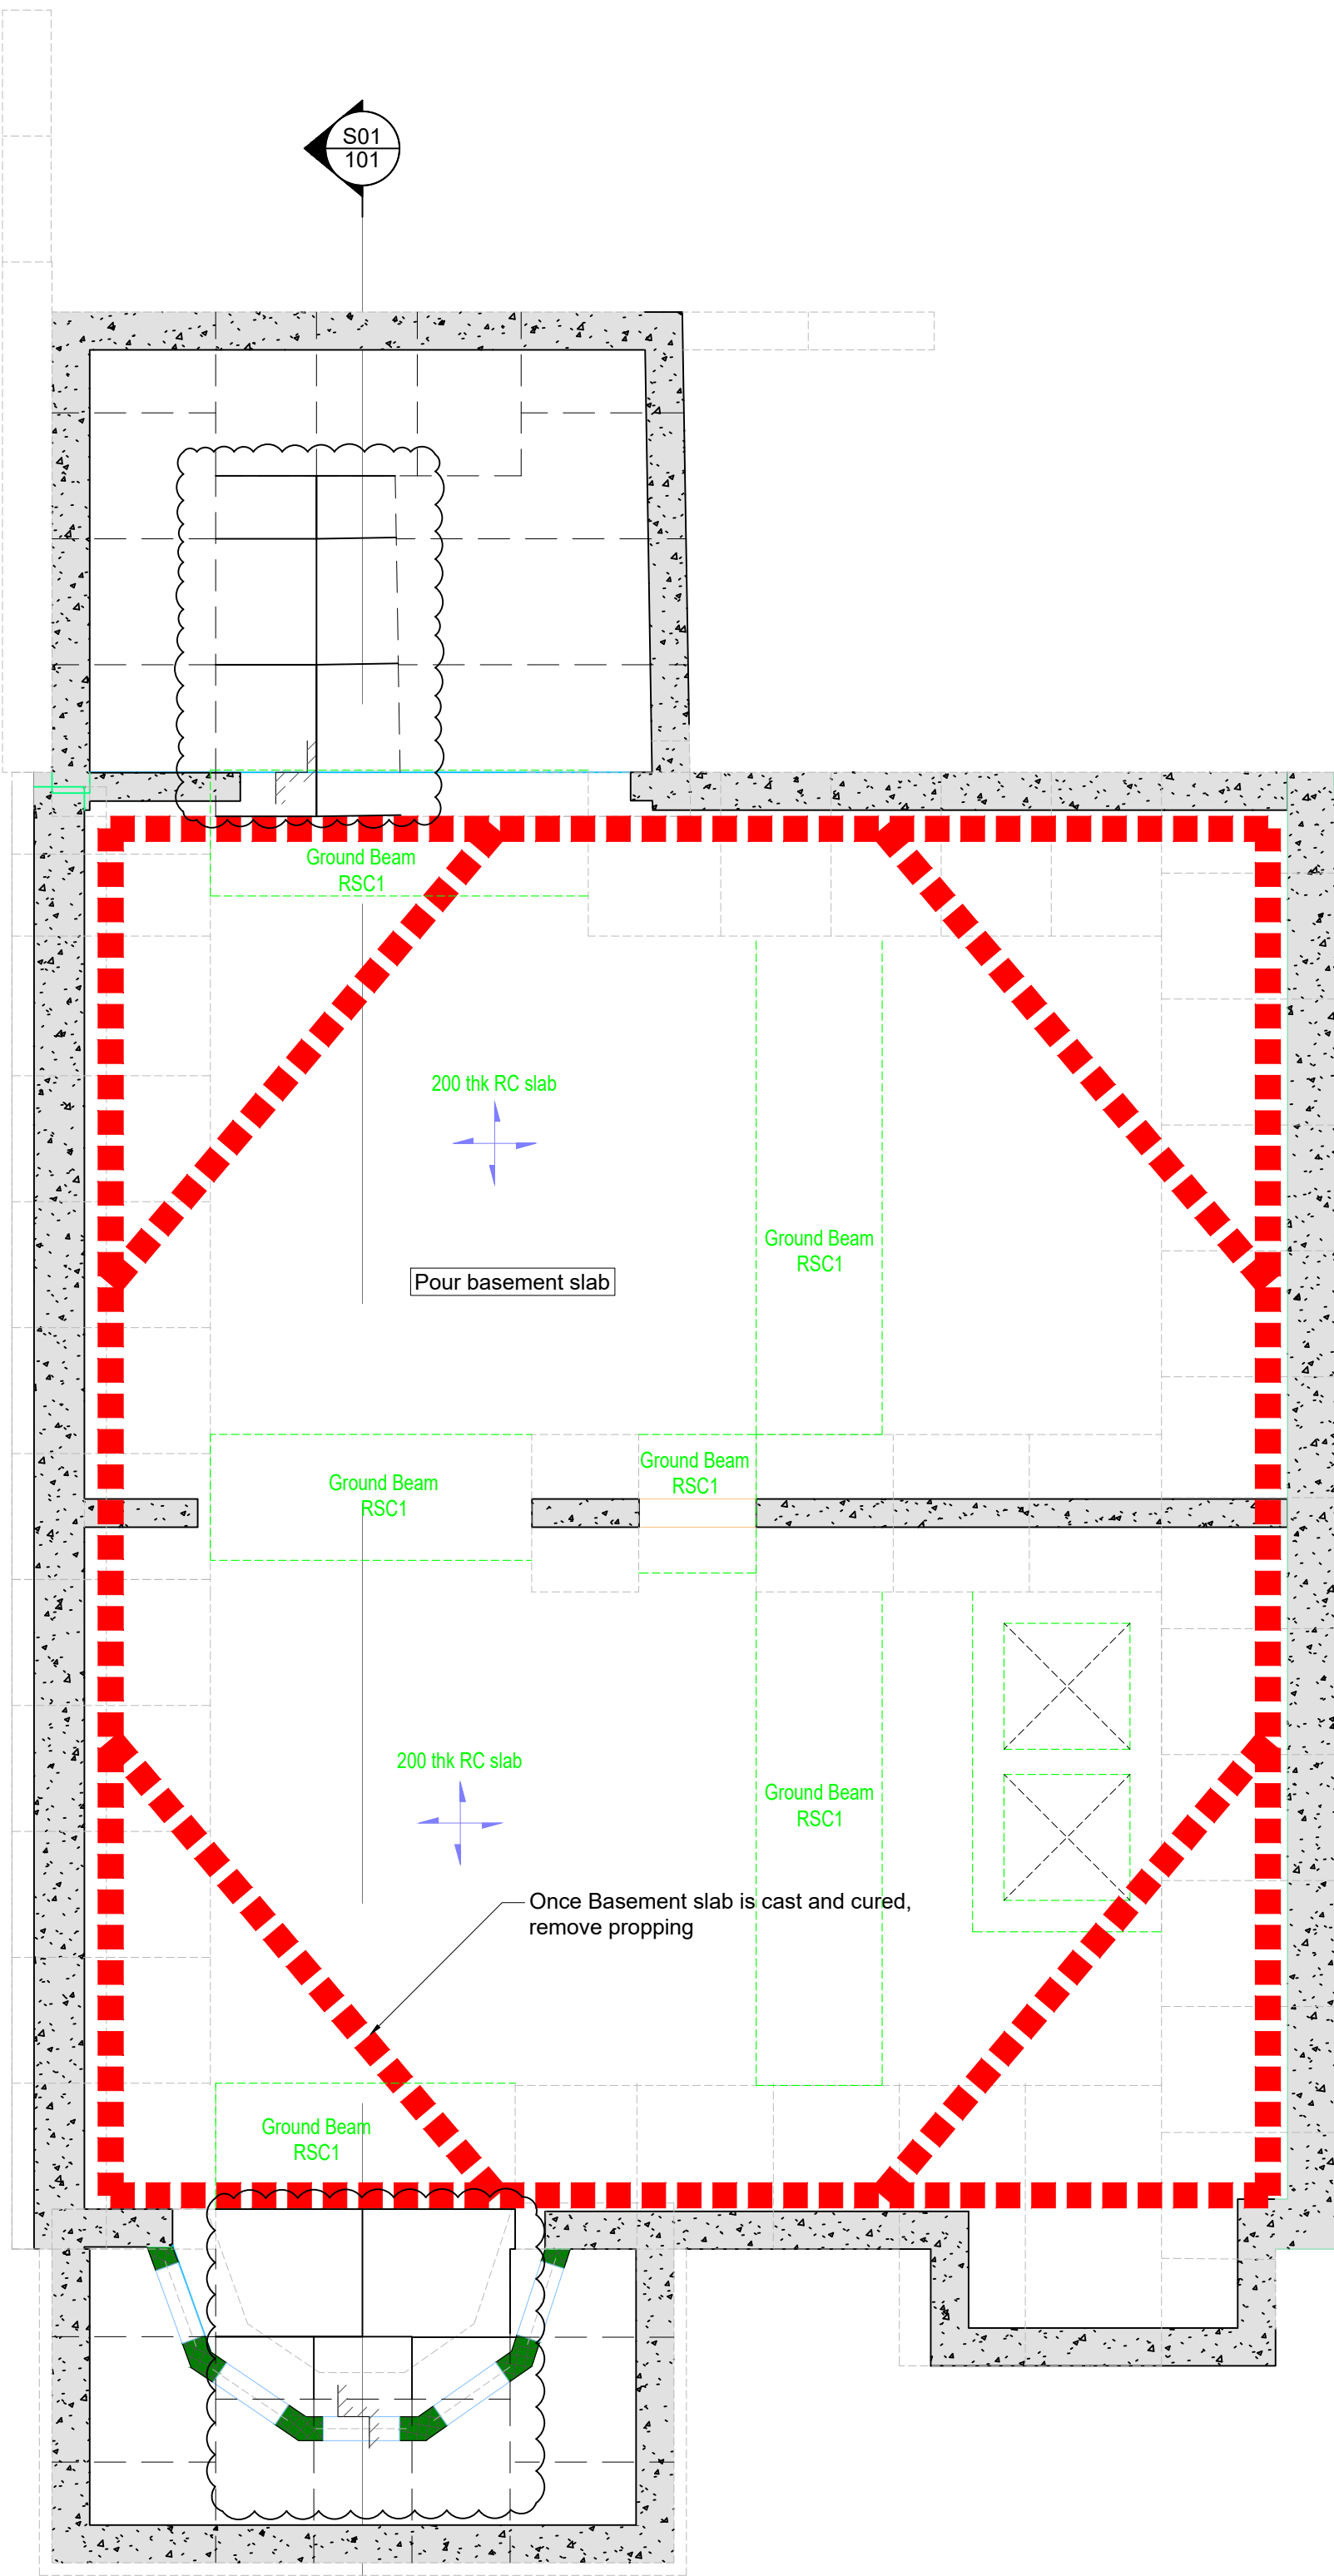 S01
101
Ground Beam
RSC1
200 thk RC slab
Ground Beam
RSC1
Pour basement slab
Ground Beam
RSC1
Ground Beam
RSC1
200 thk RC slab
Ground Beam
RSC1
Once Basement slab is cast and cured,
remove propping
Ground Beam
RSC1